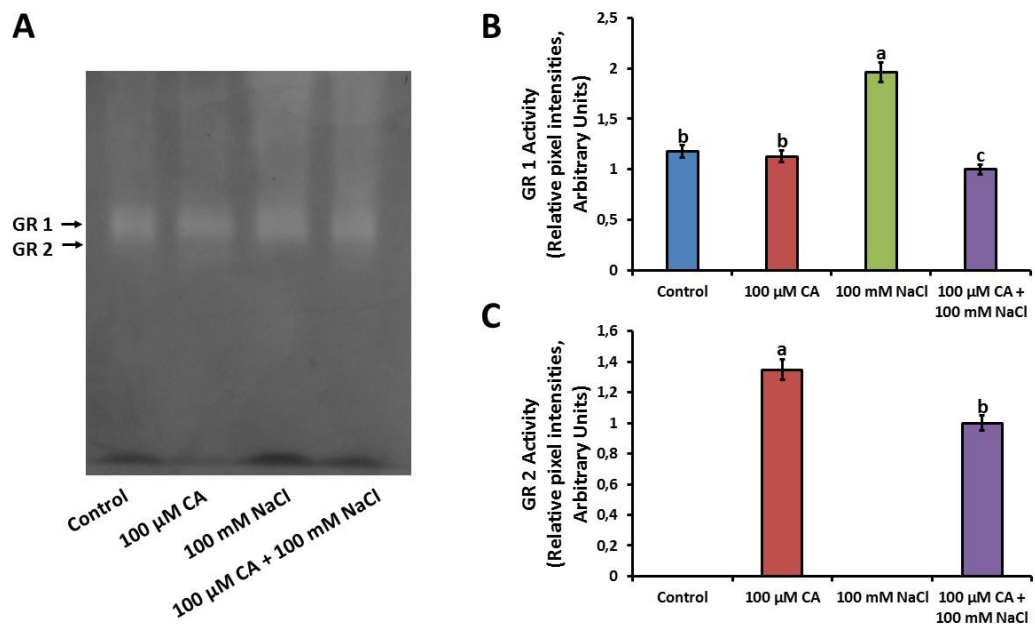 A
GR 1
GR 2
Control
100 µM CA
100 mM NaCl
100 µM CA + 100 mM NaCl
B
GR 1 Activity
(Relative pixel intensities,
Arbitrary Units)
2,5
2
1,5
1
0,5
0
b
b
a
c
Control
100 µM CA
100 mM NaCl
100 µM CA +
100 mM NaCl
C
GR 2 Activity
(Relative pixel intensities,
Arbitrary Units)
1,6
1,4
1,2
1
0,8
0,6
0,4
0,2
0
a
b
Control
100 µM CA
100 mM NaCl
100 µM CA +
100 mM NaCl